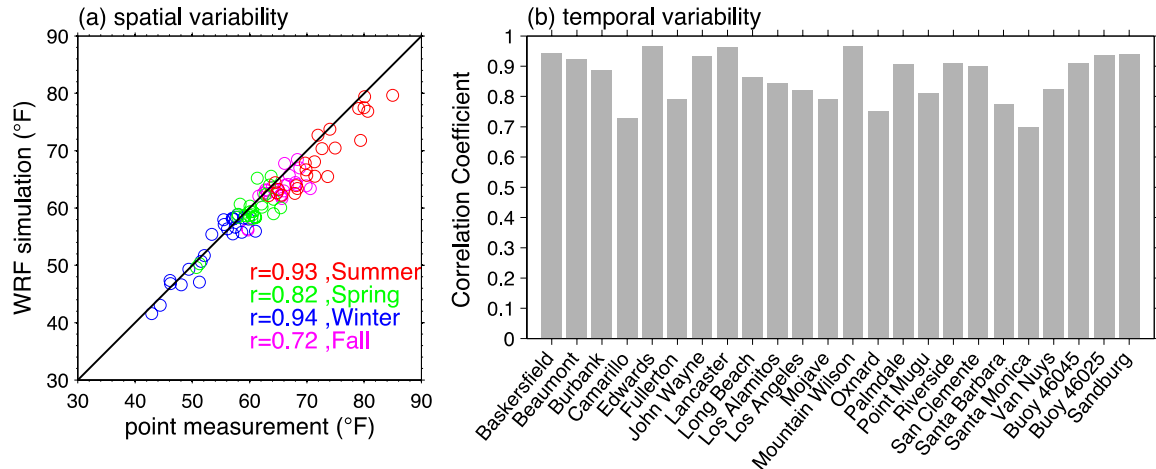 (a) spatial variability
90
80
70
60
50
40
30
WRF simulation (°F)
r=0.93 ,Summer
r=0.82 ,Spring
r=0.94 ,Winter
r=0.72 ,Fall
30 40 50 60 70 80 90
point measurement (°F)
(b) temporal variability
1
0.9
0.8
0.7
0.6
0.5
0.4
0.3
0.2
0.1
0
Correlation Coefficient
Baskersfield
Beaumont
Burbank
Camarillo
Edwards
Fullerton
John Wayne
Lancaster
Long Beach
Los Alamitos
Los Angeles
Mojave
Mountain Wilson
Oxnard
Palmdale
Point Mugu
Riverside
San Clemente
Santa Barbara
Santa Monica
Van Nuys
Buoy 46045
Buoy 46025
Sandburg